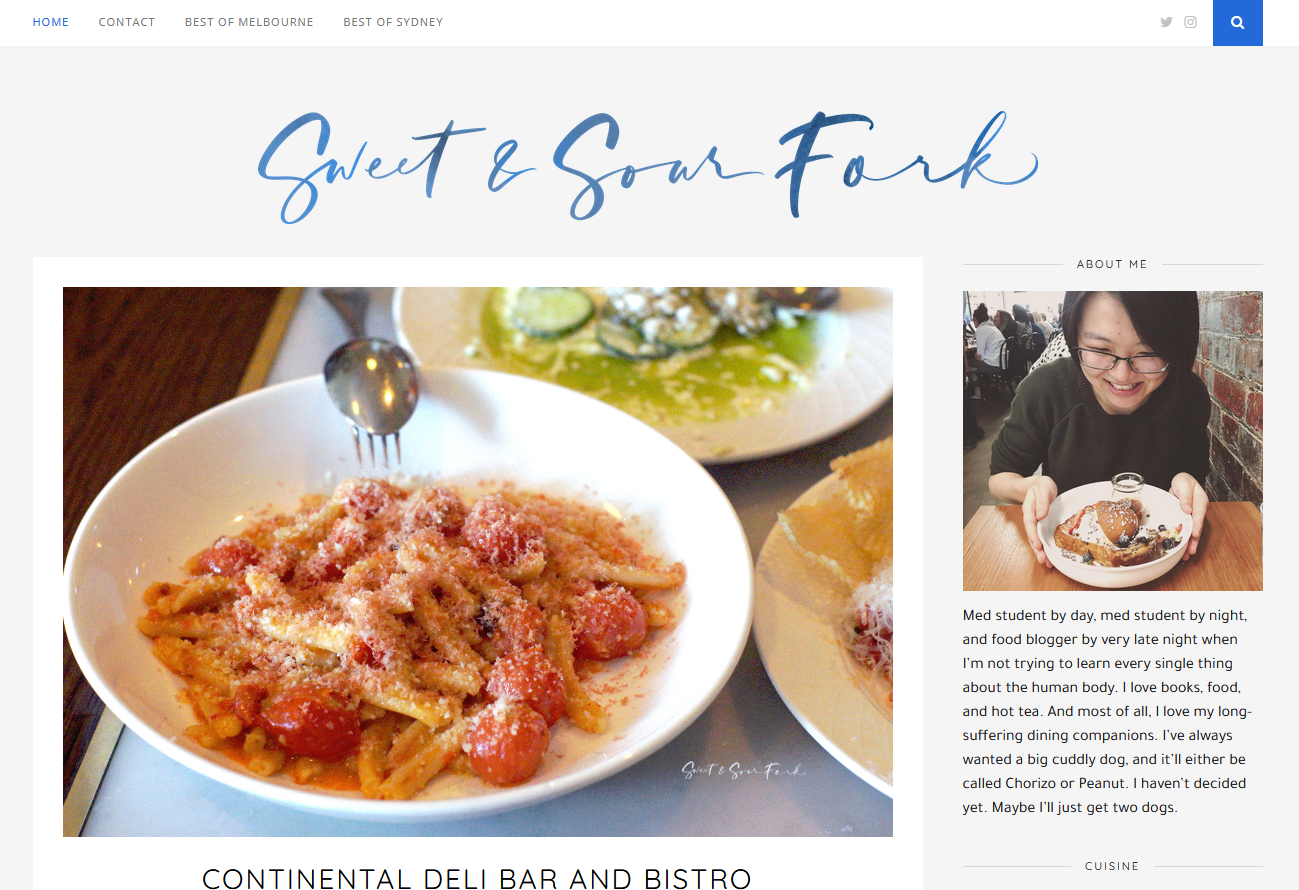 HOME CONTACT BEST OF MELBOURNE BEST OF SYDNEY
Sweet & Sour Fork
Sweet & Sour Fork
CONTINENTAL DELI BAR AND BISTRO
ABOUT ME
Med student by day, med student by night,
and food blogger by very late night when
I'm not trying to learn every single thing
about the human body. I love books, food,
and hot tea. And most of all, I love my long-
suffering dining companions. I've always
wanted a big cuddly dog, and it'll either be
called Chorizo or Peanut. I haven't decided
yet. Maybe I'll just get two dogs.
CUISINE